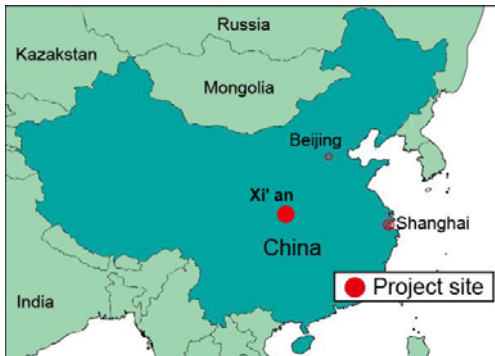 Russia
Kazakstan
Mongolia
Beijing
Xi' an
Shanghai
China
India
Project site